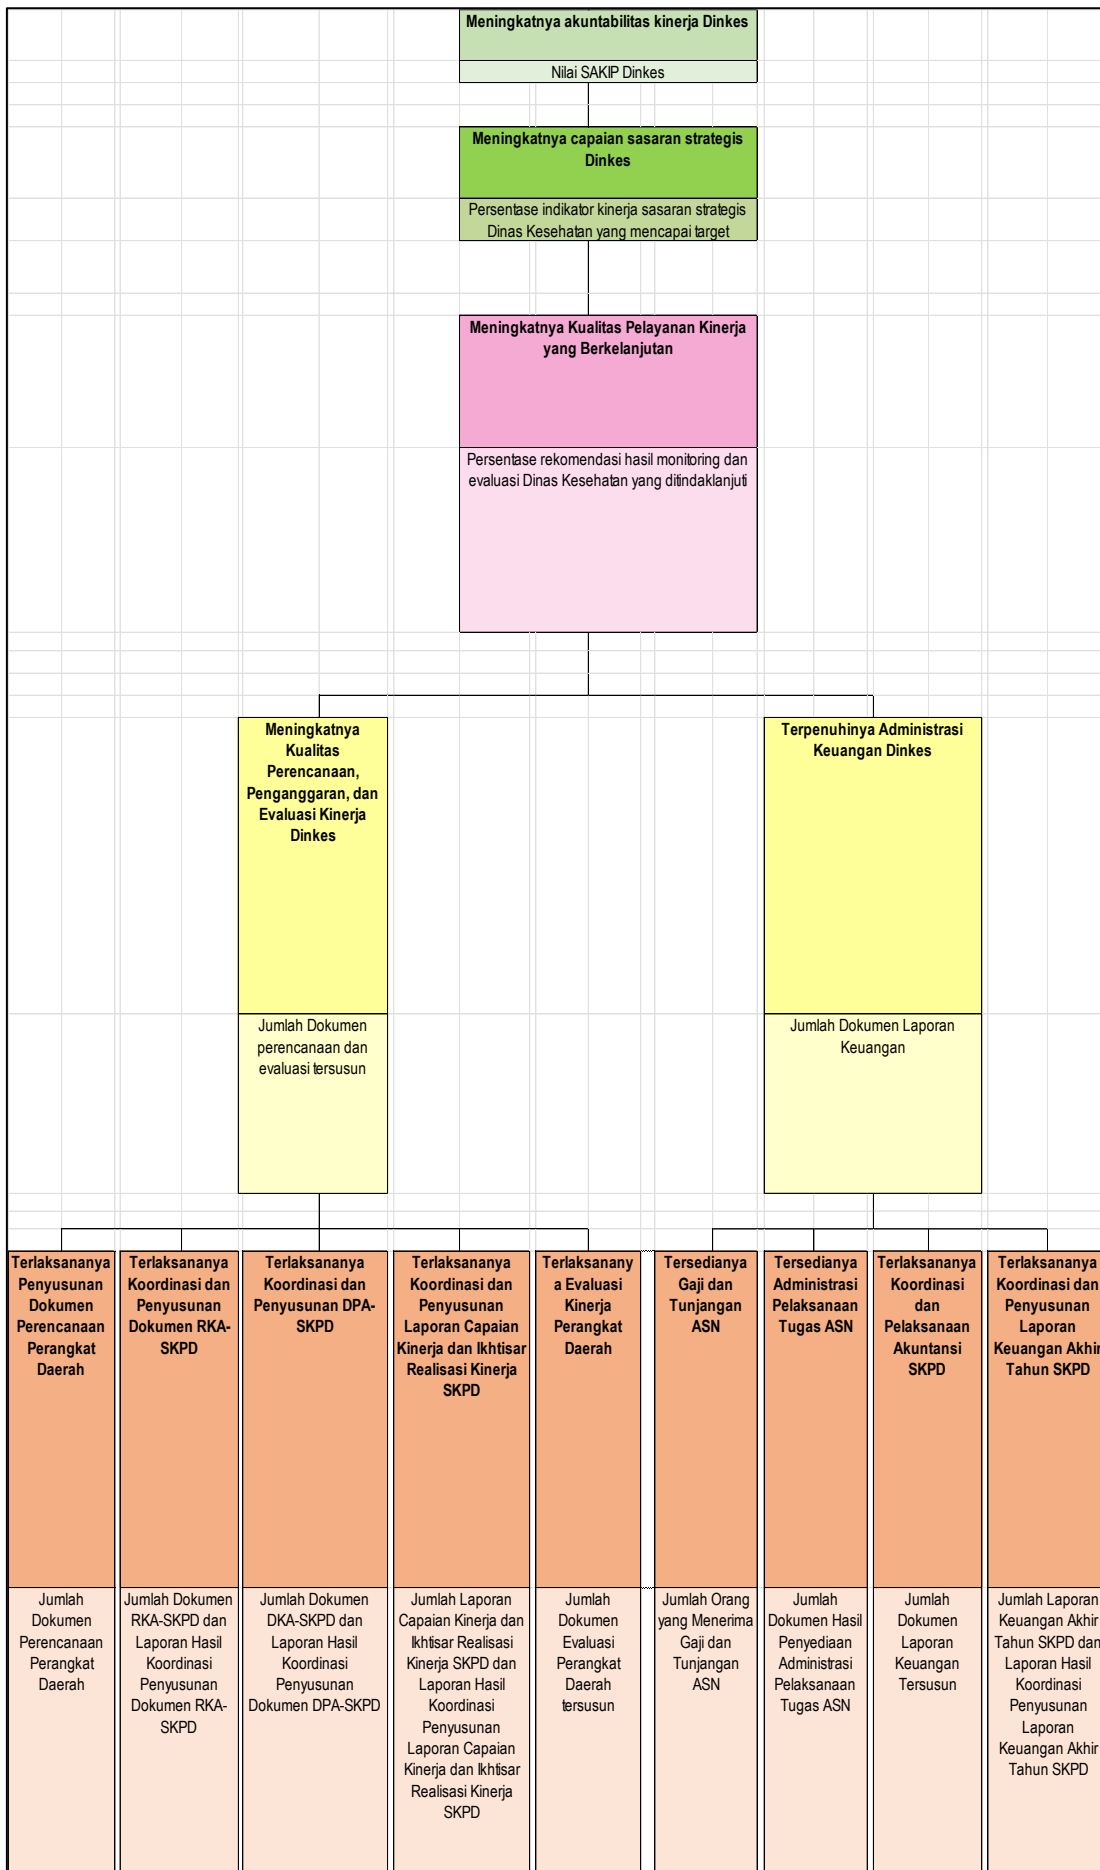 Meningkatnya akuntabilitas kinerja Dinkes
Nilai SAKIP Dinkes
Meningkatnya capaian sasaran strategis
Dinkes
Persentase indikator kinerja sasaran strategis
Dinas Kesehatan yang mencapai target
Meningkatnya Kualitas Pelayanan Kinerja
yang Berkelanjutan
Persentase rekomendasi hasil monitoring dan
evaluasi Dinas Kesehatan yang ditindaklanjuti
Meningkatnya
Kualitas
Perencanaan,
Penganggaran, dan
Evaluasi Kinerja
Dinkes
Jumlah Dokumen
perencanaan dan
evaluasi tersusun
Terpenuhinya Administrasi
Keuangan Dinkes
Jumlah Dokumen Laporan
Keuangan
Terlaksananya
Penyusunan
Dokumen
Perencanaan
Perangkat
Daerah
Jumlah
Dokumen
Perencanaan
Perangkat
Daerah
Terlaksananya
Koordinasi dan
Penyusunan
Dokumen RKA-
SKPD
Jumlah Dokumen
RKA-SKPD dan
Laporan Hasil
Koordinasi
Penyusunan
Dokumen RKA-
SKPD
Terlaksananya
Koordinasi dan
Penyusunan DPA-
SKPD
Jumlah Dokumen
DKA-SKPD dan
Laporan Hasil
Koordinasi
Penyusunan
Dokumen DPA-SKPD
Terlaksananya
Koordinasi dan
Penyusunan
Laporan Capaian
Kinerja dan Ikhtisar
Realisasi Kinerja
SKPD
Jumlah Laporan
Capaian Kinerja dan
Ikhtisar Realisasi
Kinerja SKPD dan
Laporan Hasil
Koordinasi
Penyusunan
Laporan Capaian
Kinerja dan Ikhtisar
Realisasi Kinerja
SKPD
Terlaksanany
a Evaluasi
Kinerja
Perangkat
Daerah
Jumlah
Dokumen
Evaluasi
Perangkat
Daerah
tersusun
Tersedianya
Gaji dan
Tunjangan
ASN
Jumlah Orang
yang Menerima
Gaji dan
Tunjangan
ASN
Tersedianya
Administrasi
Pelaksanaan
Tugas ASN
Jumlah
Dokumen Hasil
Penyediaan
Administrasi
Pelaksanaan
Tugas ASN
Terlaksananya
Koordinasi
dan
Pelaksanaan
Akuntansi
SKPD
Jumlah
Dokumen
Laporan
Keuangan
Tersusun
Terlaksananya
Koordinasi dan
Penyusunan
Laporan
Keuangan Akhir
Tahun SKPD
Jumlah Laporan
Keuangan Akhir
Tahun SKPD dan
Laporan Hasil
Koordinasi
Penyusunan
Laporan
Keuangan Akhir
Tahun SKPD